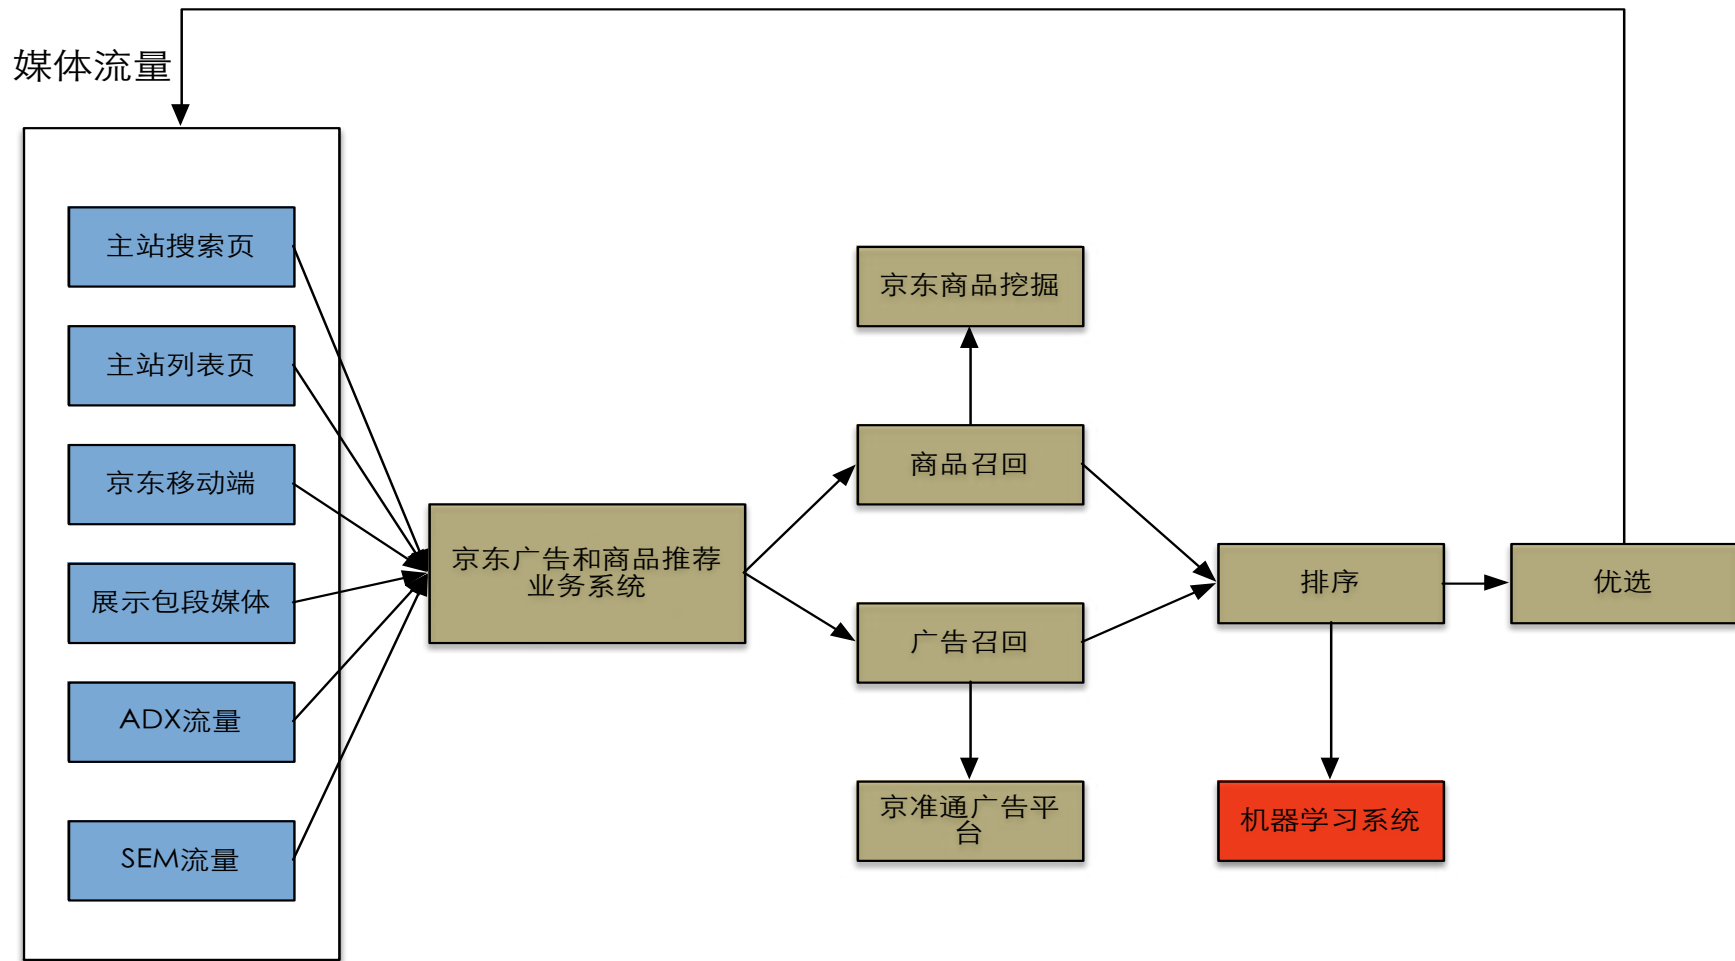 媒体流量
主站搜索页
主站列表页
京东移动端
展示包段媒体
ADX流量
SEM流量
京东广告和商品推荐
业务系统
京东商品挖掘
商品召回
广告召回
京准通广告平
台
排序
机器学习系统
优选